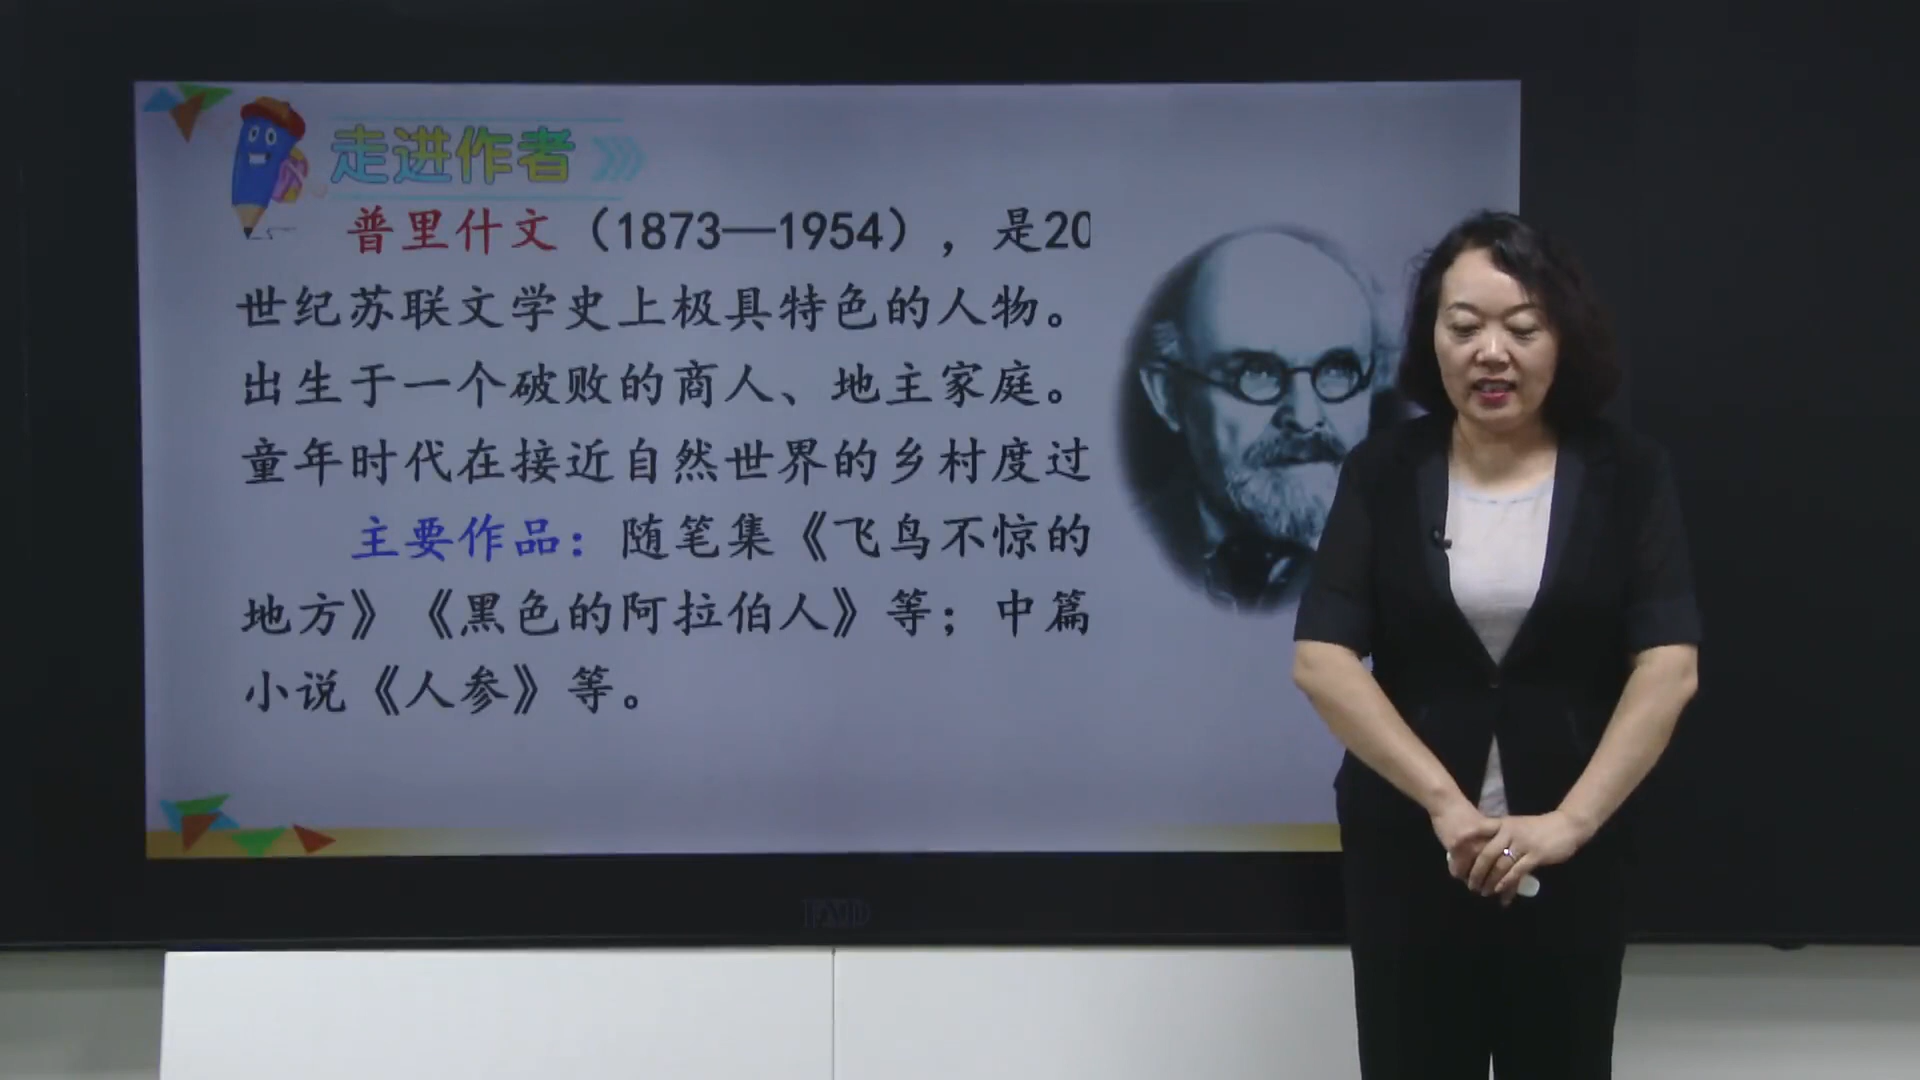 走进作者
普里什文（1873—1954），是20
世纪苏联文学史上极具特色的人物。
出生于一个破败的商人、地主家庭。
童年时代在接近自然世界的乡村度过
主要作品：随笔集《飞鸟不惊的
地方》《黑色的阿拉伯人》等；中篇
小说《人参》等。